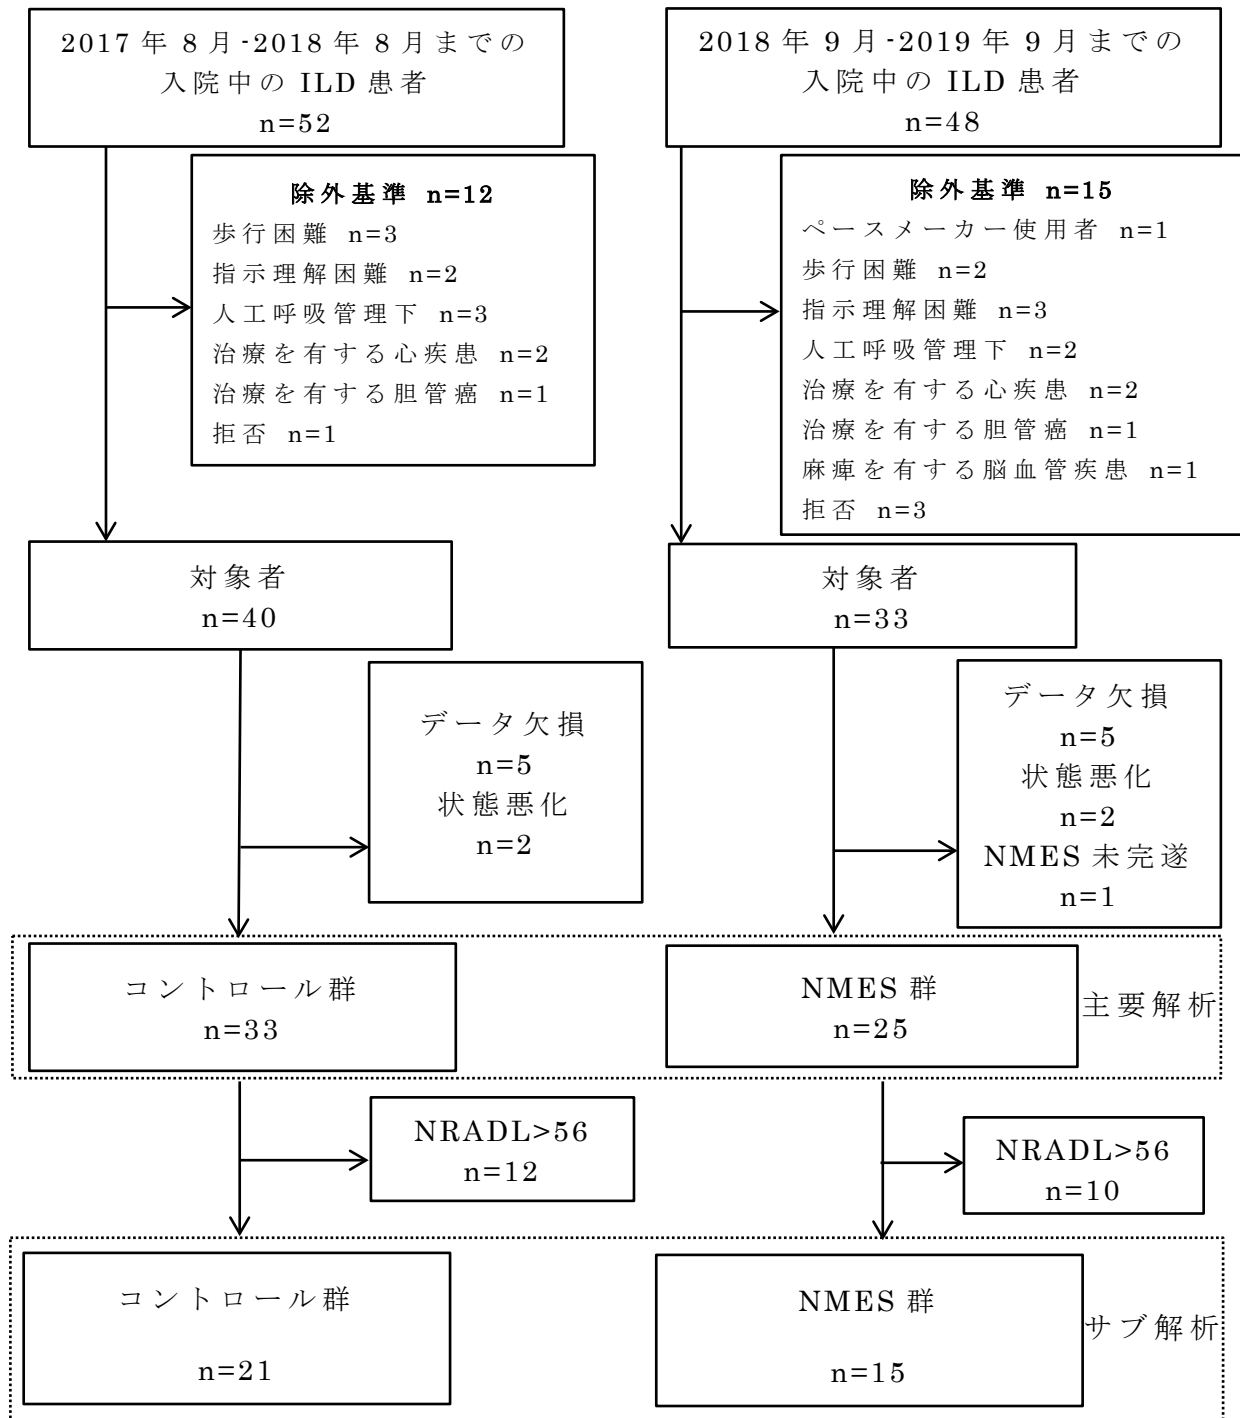 2017年8月-2018年8月までの
入院中のILD患者
n=52
2018年9月-2019年9月までの
入院中のILD患者
n=48
除外基準 n=12
歩行困難 n=3
指示理解困難 n=2
人工呼吸管理下 n=3
治療を有する心疾患 n=2
治療を有する胆管癌 n=1
拒否 n=1
除外基準 n=15
ペースメーカー使用者 n=1
歩行困難 n=2
指示理解困難 n=3
人工呼吸管理下 n=2
治療を有する心疾患 n=2
治療を有する胆管癌 n=1
麻痺を有する脳血管疾患 n=1
拒否 n=3
対象者
n=40
対象者
n=33
データ欠損
n=5
状態悪化
n=2
データ欠損
n=5
状態悪化
n=2
NMES未完遂
n=1
コントロール群
n=33
NMES群
n=25
主要解析
NRADL>56
n=12
NRADL>56
n=10
コントロール群
n=21
NMES群
n=15
サブ解析